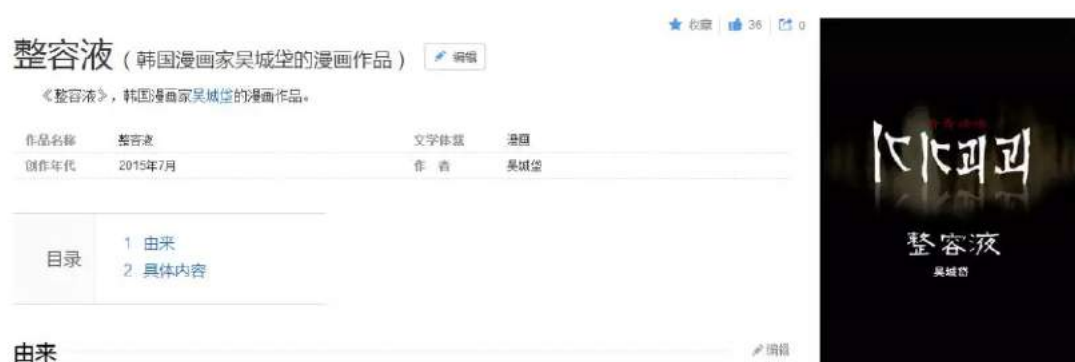 收藏 36 0
整容液（韩国漫画家吴城垈的漫画作品） 编辑
《整容液》，韩国漫画家吴城垈的漫画作品。
作品名称 整容液 文学体裁 漫画
创作年代 2015年7月 作 者 吴城垈
目录
1 由来
2 具体内容
由来 编辑
整容液
吴城垈